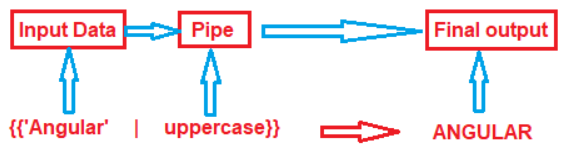 Input Data Pipe Final output
{{'Angular' | uppercase}} ANGULAR